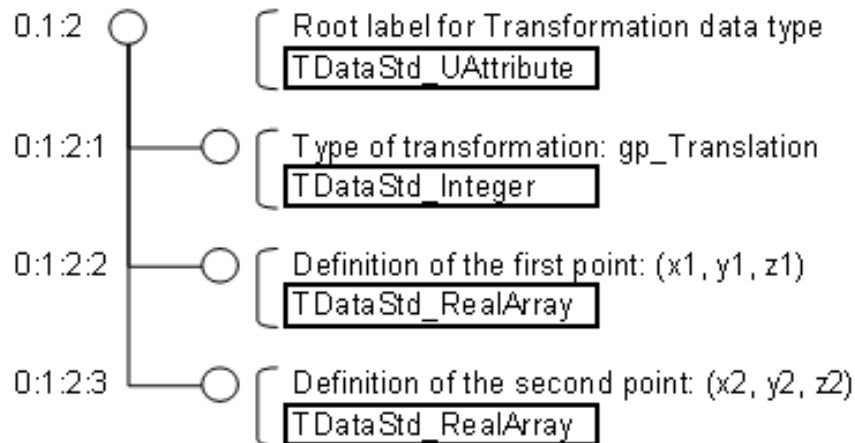 0.1:2 Root label for Transformation data type
TDataStd_UAttribute
0:1:2:1 Type of transformation: gp_Translation
TDataStd_Integer
0:1:2:2 Definition of the first point: (x1, y1, z1)
TDataStd_RealArray
0:1:2:3 Definition of the second point: (x2, y2, z2)
TDataStd_RealArray